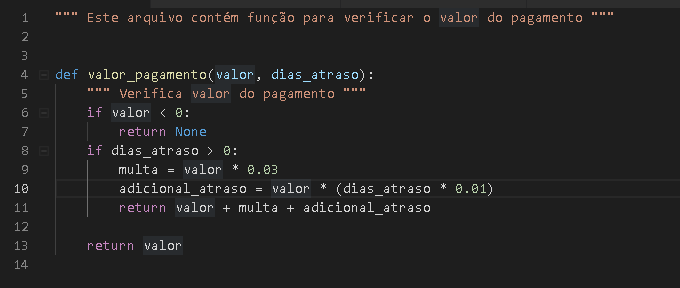 1 """ Este arquivo contém função para verificar o valor do pagamento """
2
3
4 def valor_pagamento(valor, dias_atraso):
5     """ Verifica valor do pagamento """
6     if valor < 0:
7         return None
8     if dias_atraso > 0:
9         multa = valor * 0.03
10         adicional_atraso = valor * (dias_atraso * 0.01)
11         return valor + multa + adicional_atraso
12
13     return valor
14